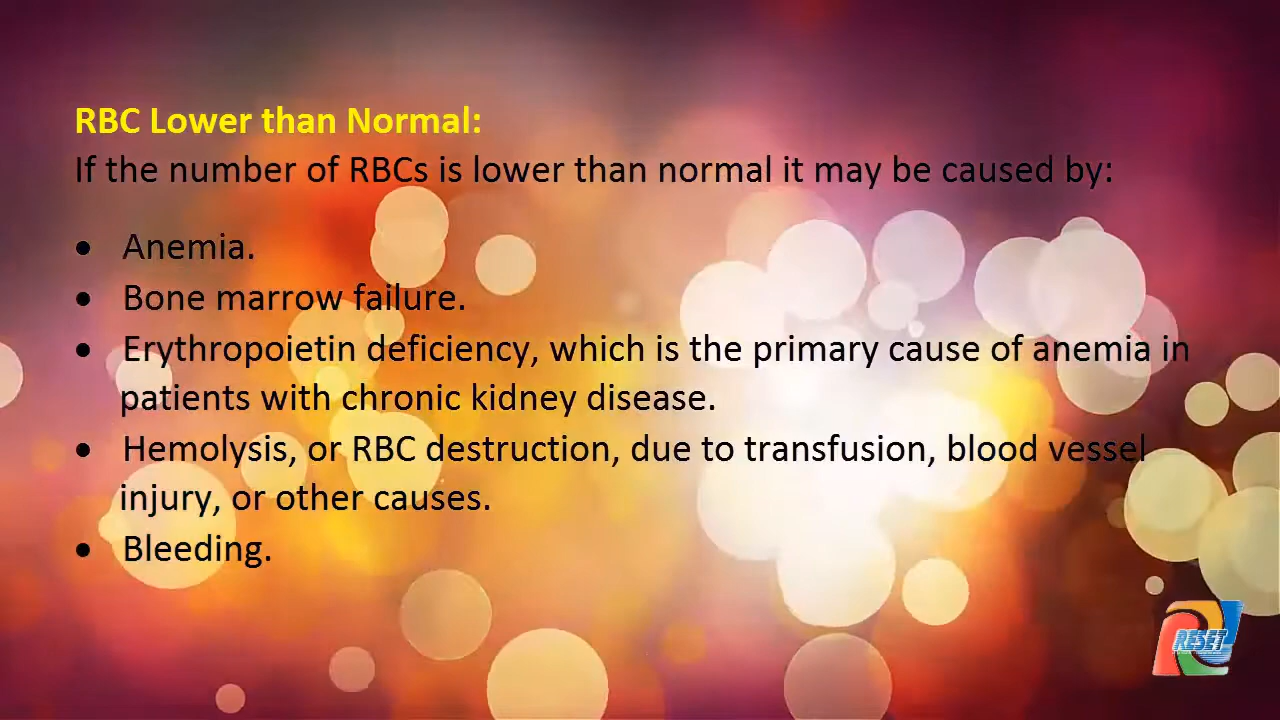 RBC Lower than Normal:
If the number of RBCs is lower than normal it may be caused by:
• Anemia.
• Bone marrow failure.
• Erythropoietin deficiency, which is the primary cause of anemia in
patients with chronic kidney disease.
• Hemolysis, or RBC destruction, due to transfusion, blood vessel
injury, or other causes.
• Bleeding.
RESET